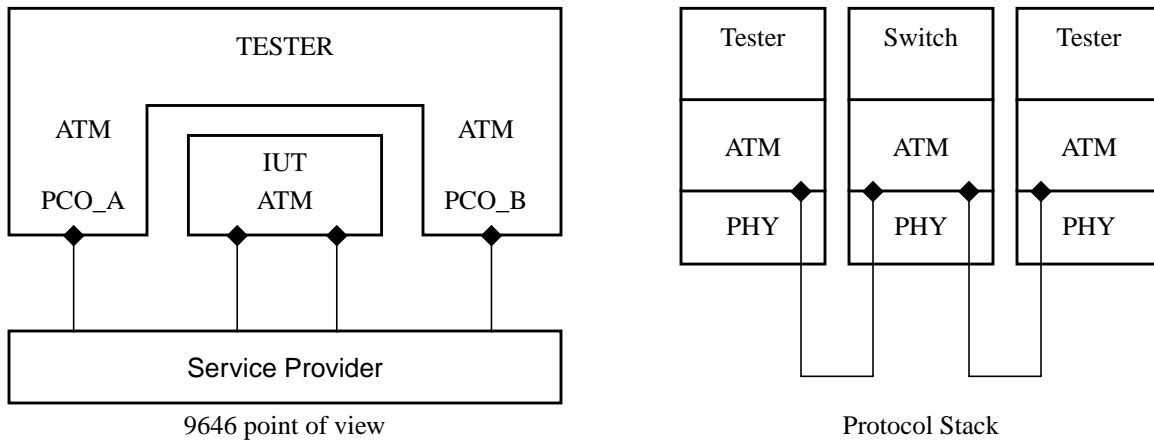 TESTER
ATM
ATM
IUT
PCO_A
ATM
PCO_B
Service Provider
9646 point of view
Tester
Switch
Tester
ATM
ATM
ATM
PHY
PHY
PHY
Protocol Stack